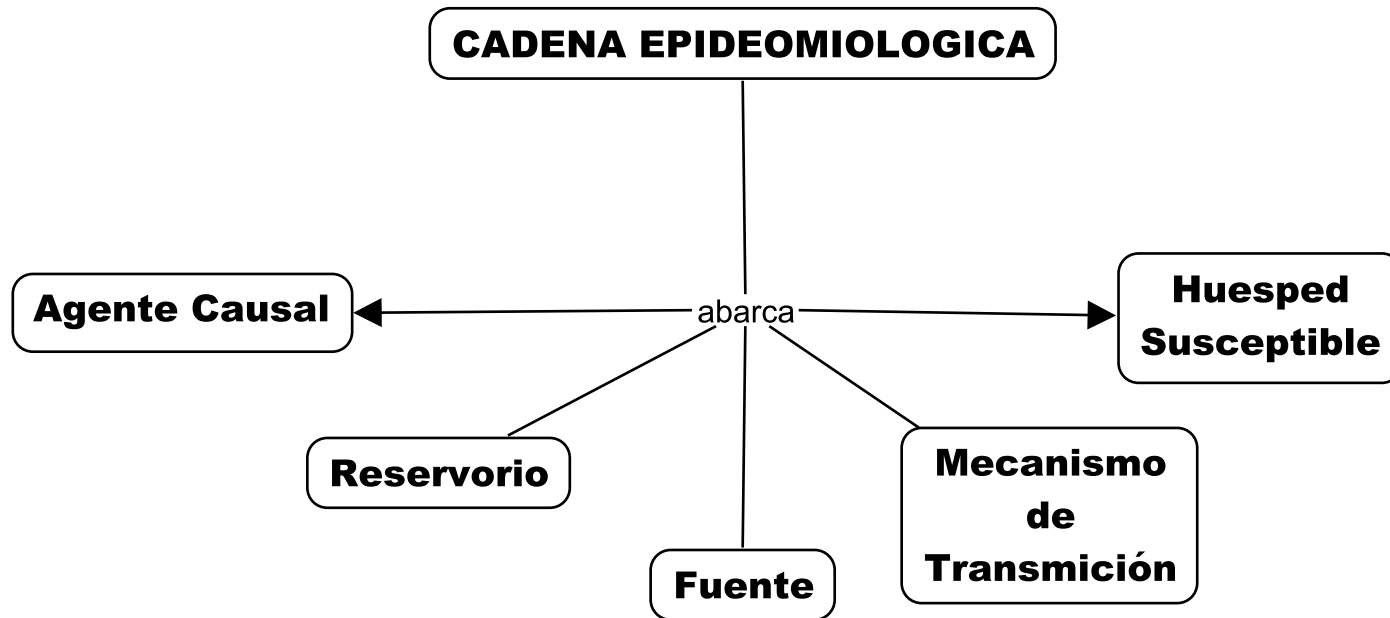 CADENA EPIDEOMIOLOGICA
abarca
Agente Causal
Huesped
Susceptible
Reservorio
Mecanismo
de
Transmición
Fuente